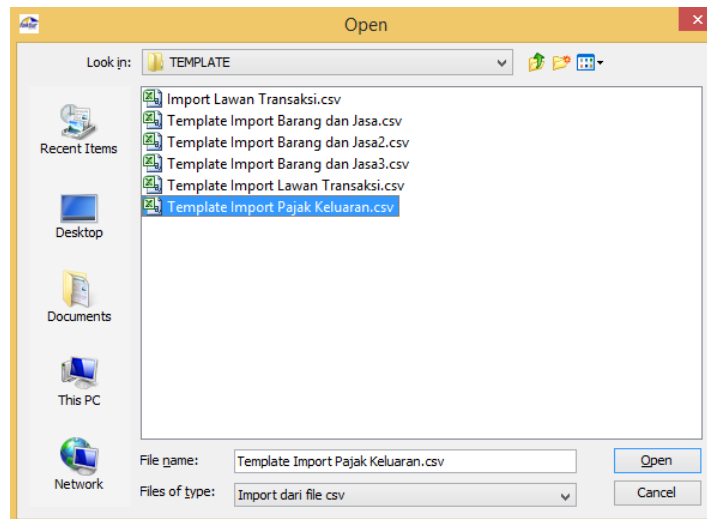 Open
Look in:
TEMPLATE
Import Lawan Transaksi.csv
Template Import Barang dan Jasa.csv
Template Import Barang dan Jasa2.csv
Template Import Barang dan Jasa3.csv
Template Import Lawan Transaksi.csv
Template Import Pajak Keluaran.csv
Recent Items
Desktop
Documents
This PC
Network
File name:
Template Import Pajak Keluaran.csv
Open
Files of type:
Import dari file csv
Cancel